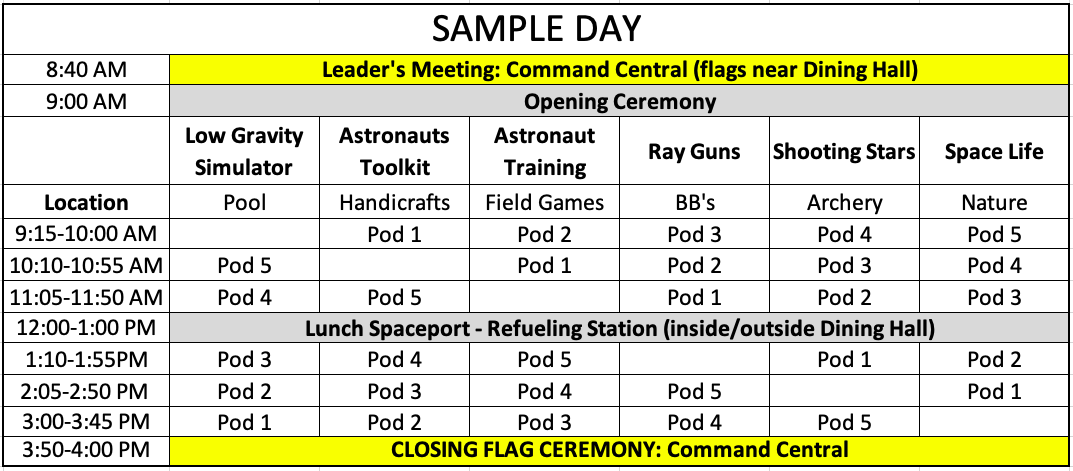 SAMPLE DAY
8:40 AM Leader's Meeting: Command Central (flags near Dining Hall)
9:00 AM Opening Ceremony
Low Gravity Simulator Astronauts Toolkit Astronaut Training Ray Guns Shooting Stars Space Life
Location Pool Handicrafts Field Games BB's Archery Nature
9:15-10:00 AM Pod 1 Pod 2 Pod 3 Pod 4 Pod 5
10:10-10:55 AM Pod 5 Pod 1 Pod 2 Pod 3 Pod 4
11:05-11:50 AM Pod 4 Pod 5 Pod 1 Pod 2 Pod 3
12:00-1:00 PM Lunch Spaceport - Refueling Station (inside/outside Dining Hall)
1:10-1:55PM Pod 3 Pod 4 Pod 5 Pod 1 Pod 2
2:05-2:50 PM Pod 2 Pod 3 Pod 4 Pod 5 Pod 1
3:00-3:45 PM Pod 1 Pod 2 Pod 3 Pod 4 Pod 5
3:50-4:00 PM CLOSING FLAG CEREMONY: Command Central